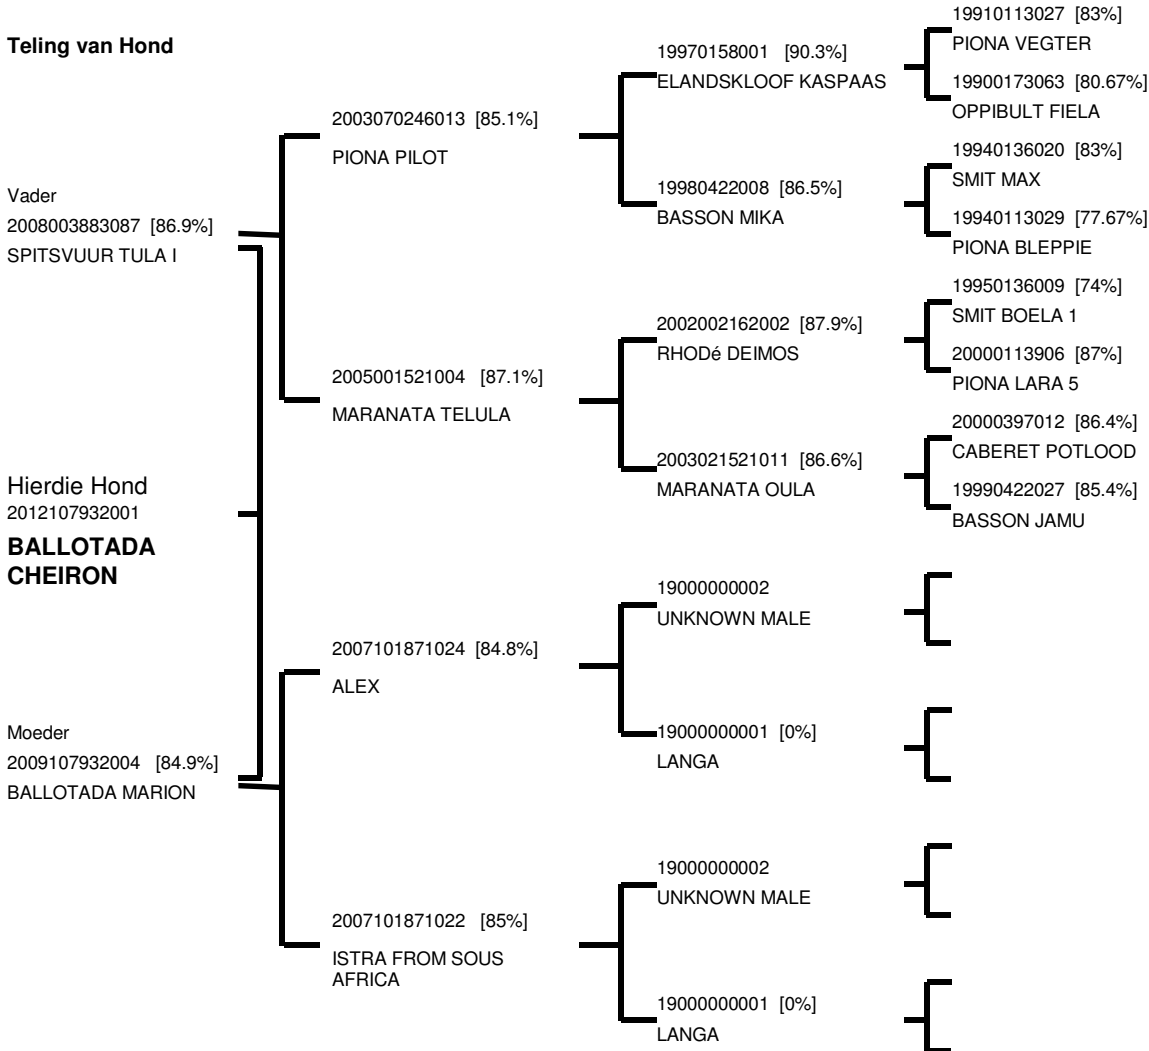 Teling van Hond
Vader
2008003883087 [86.9%]
SPITSVUUR TULA I
Hierdie Hond
2012107932001
BALLOTADA
CHEIRON
Moeder
2009107932004 [84.9%]
BALLOTADA MARION
2003070246013 [85.1%]
PIONA PILOT
2005001521004 [87.1%]
MARANATA TELULA
2007101871024 [84.8%]
ALEX
2007101871022 [85%]
ISTRA FROM SOUS
AFRICA
19970158001 [90.3%]
ELANDSKLOOF KASPAAS
19980422008 [86.5%]
BASSON MIKA
2002002162002 [87.9%]
RHODé DEIMOS
2003021521011 [86.6%]
MARANATA OULA
19000000002
UNKNOWN MALE
19000000001 [0%]
LANGA
19000000002
UNKNOWN MALE
19000000001 [0%]
LANGA
19910113027 [83%]
PIONA VEGTER
19900173063 [80.67%]
OPPIBULT FIELA
19940136020 [83%]
SMIT MAX
19940113029 [77.67%]
PIONA BLEPPIE
19950136009 [74%]
SMIT BOELA 1
20000113906 [87%]
PIONA LARA 5
20000397012 [86.4%]
CABERET POTLOOD
19990422027 [85.4%]
BASSON JAMU